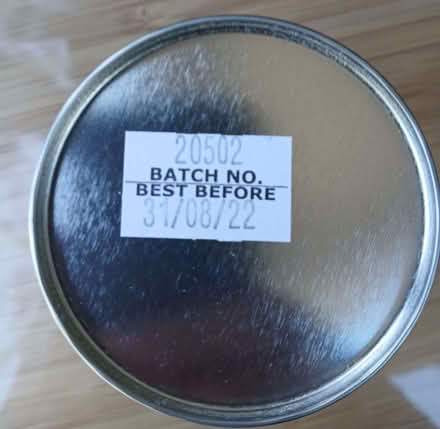 20502
BATCH NO.
BEST BEFORE
31/08/22